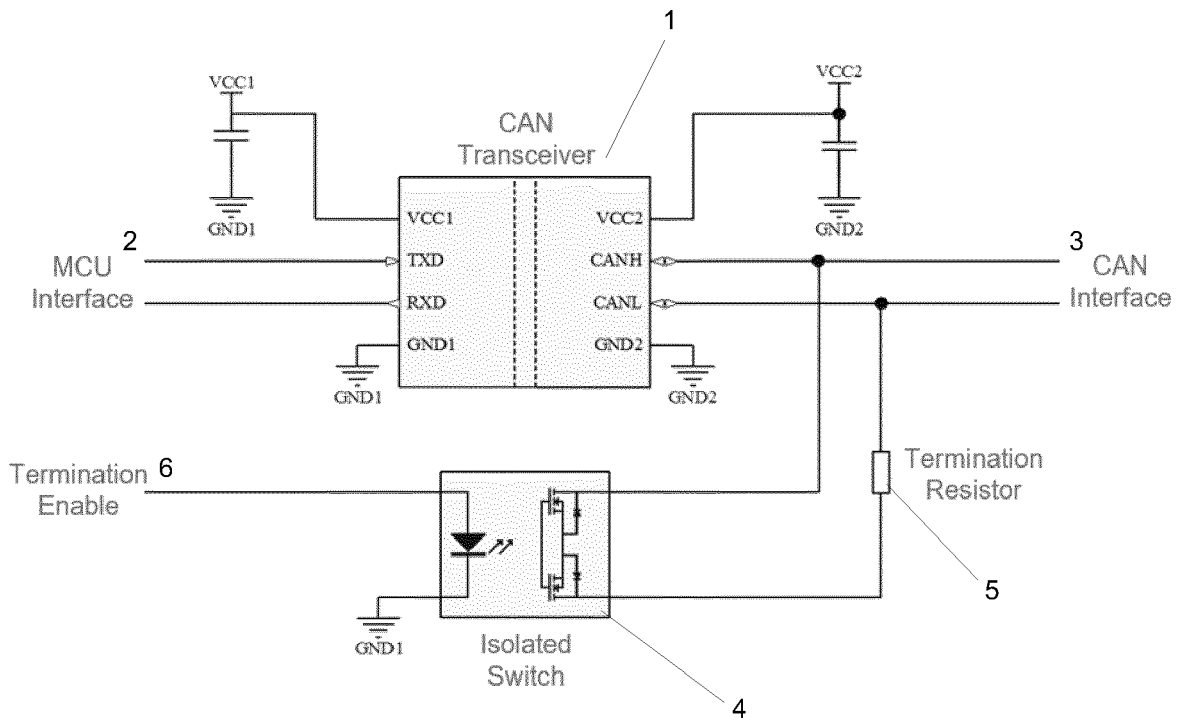 1
VCC1
VCC2
CAN
Transceiver
GND1
GND2
VCC1
VCC2
2
MCU
Interface
TXD
CANH
3
CAN
Interface
RXD
CANL
GND1
GND2
GND1
GND2
Termination
Enable
6
Termination
Resistor
5
GND1
Isolated
Switch
4